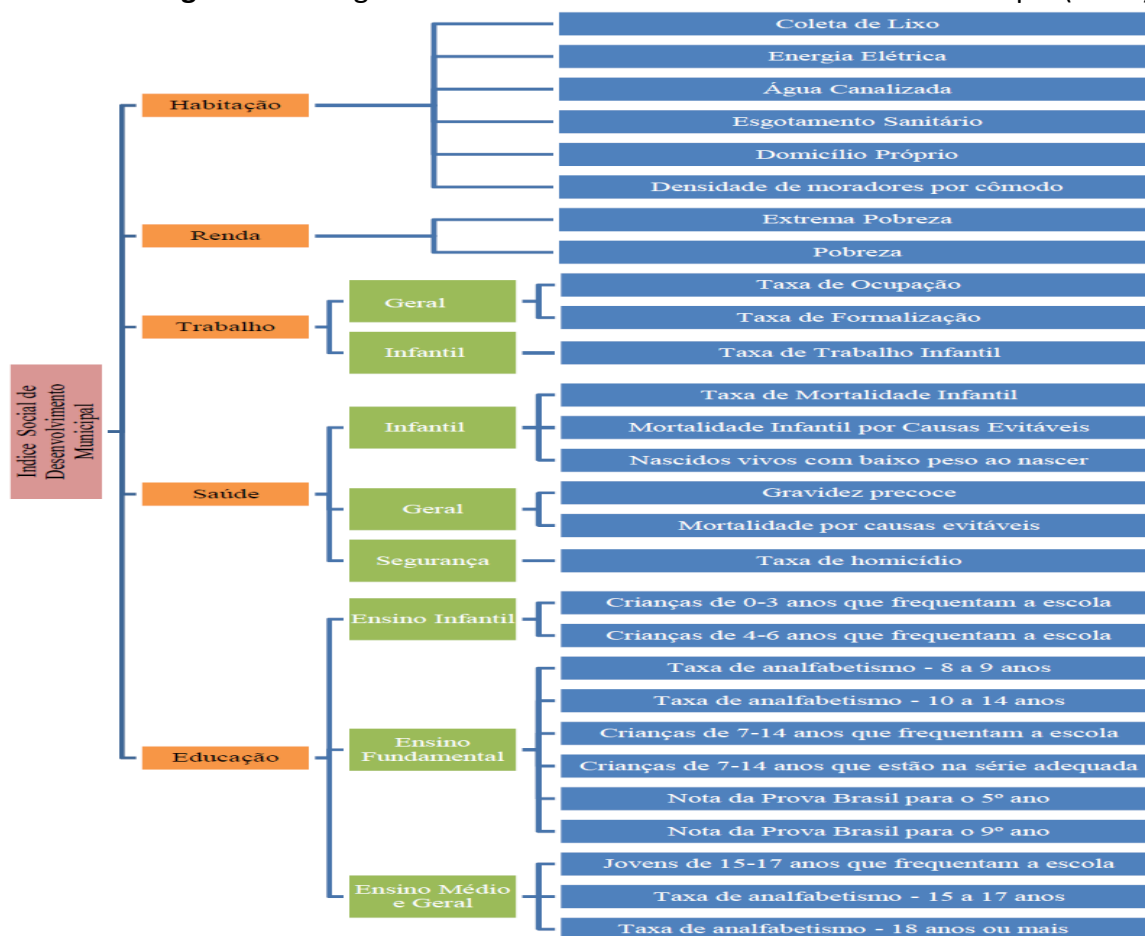 Indice Social de
Desenvolvimento
Municipal
Habitação
Coleta de Lixo
Energia Elétrica
Água Canalizada
Esgotamento Sanitário
Domicílio Próprio
Densidade de moradores por cômodo
Renda
Extrema Pobreza
Pobreza
Trabalho
Geral
Taxa de Ocupação
Taxa de Formalização
Infantil
Taxa de Trabalho Infantil
Saúde
Infantil
Taxa de Mortalidade Infantil
Mortalidade Infantil por Causas Evitáveis
Nascidos vivos com baixo peso ao nascer
Geral
Gravidez precoce
Mortalidade por causas evitáveis
Segurança
Taxa de homicídio
Educação
Ensino Infantil
Crianças de 0-3 anos que frequentam a escola
Crianças de 4-6 anos que frequentam a escola
Ensino
Fundamental
Taxa de analfabetismo - 8 a 9 anos
Taxa de analfabetismo - 10 a 14 anos
Crianças de 7-14 anos que frequentam a escola
Crianças de 7-14 anos que estão na série adequada
Nota da Prova Brasil para o 5º ano
Nota da Prova Brasil para o 9º ano
Ensino Médio
e Geral
Jovens de 15-17 anos que frequentam a escola
Taxa de analfabetismo - 15 a 17 anos
Taxa de analfabetismo - 18 anos ou mais